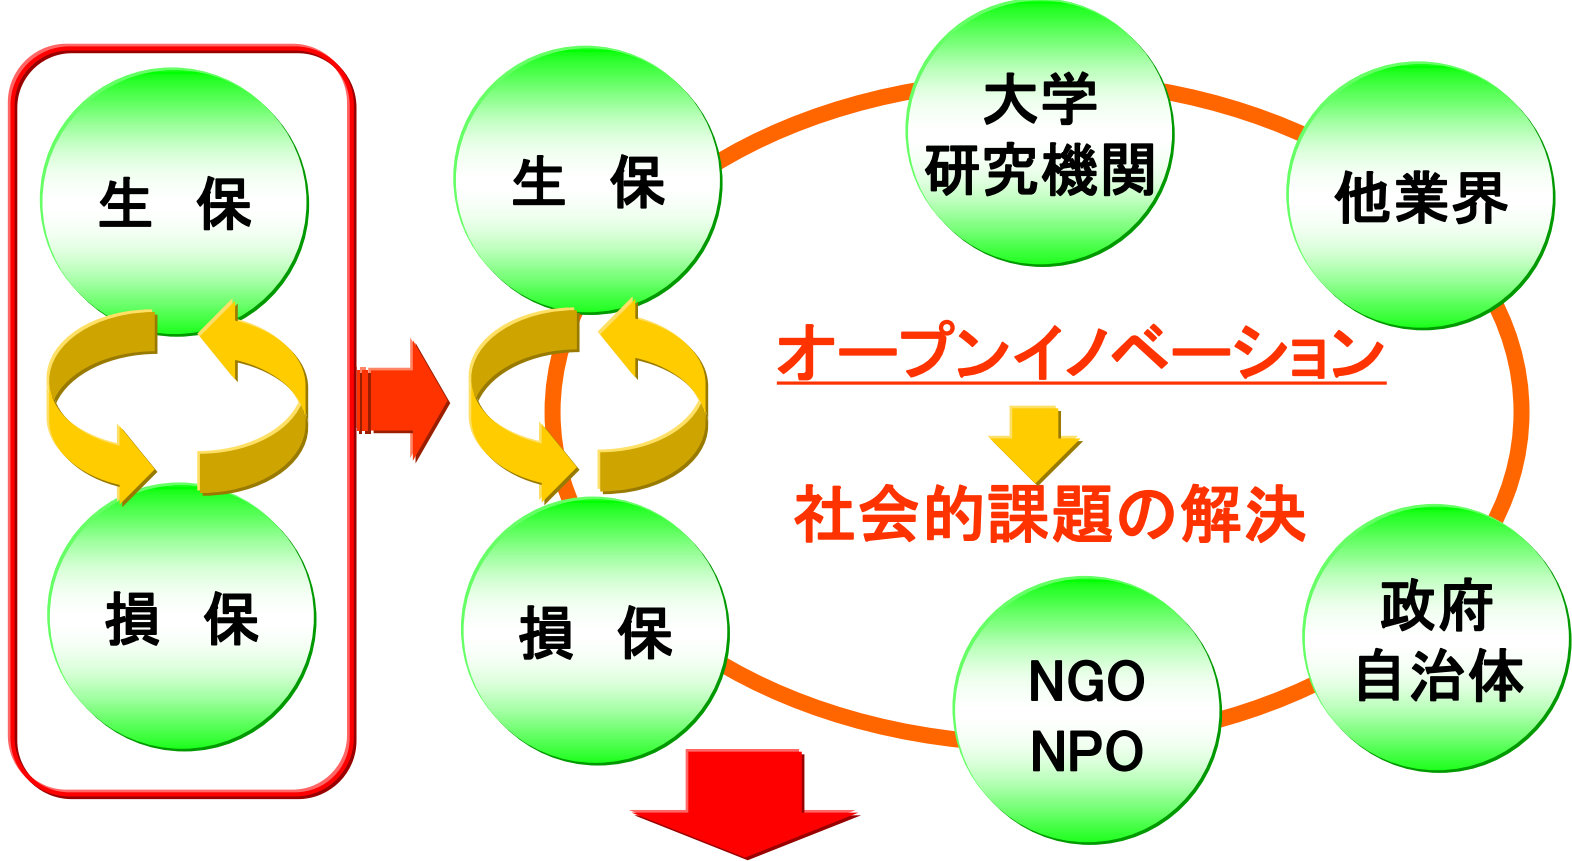 生　保
損　保
生　保
損　保
大学
研究機関
他業界
オープンイノベーション
社会的課題の解決
政府
自治体
NGO
NPO